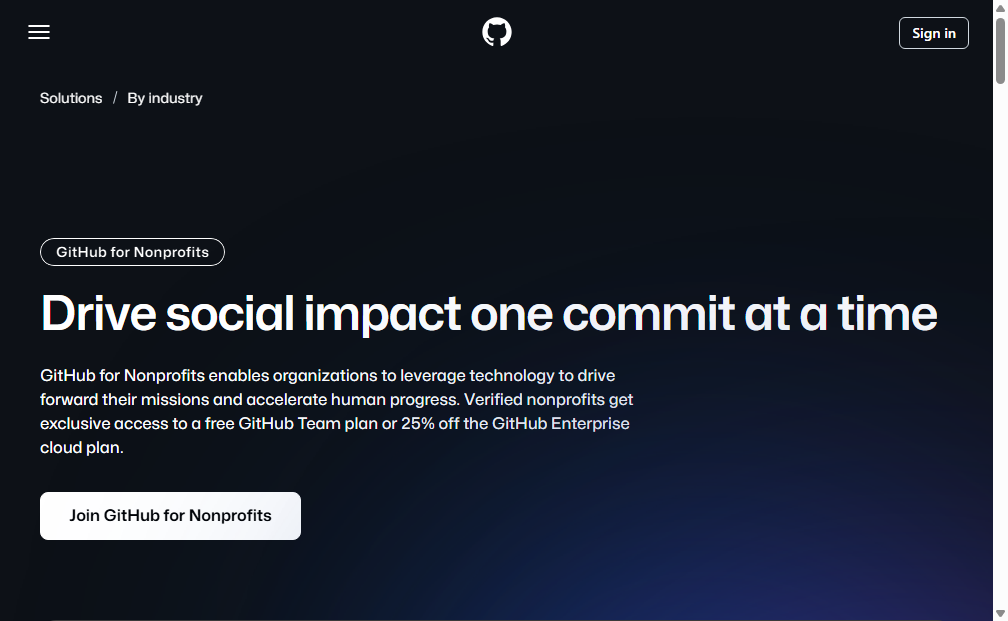 Sign in
Solutions / By industry
GitHub for Nonprofits
Drive social impact one commit at a time
GitHub for Nonprofits enables organizations to leverage technology to drive
forward their missions and accelerate human progress. Verified nonprofits get
exclusive access to a free GitHub Team plan or 25% off the GitHub Enterprise
cloud plan.
Join GitHub for Nonprofits